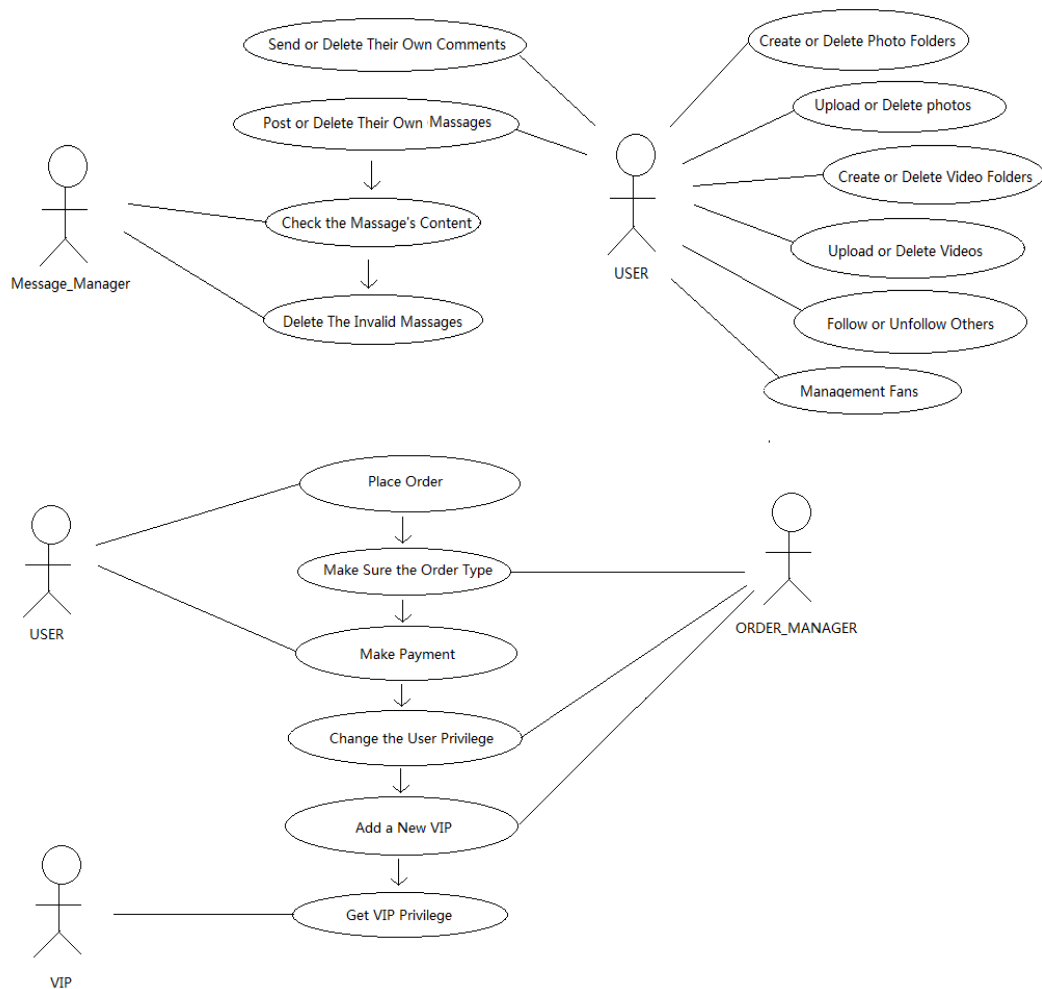 Send or Delete Their Own Comments
Create or Delete Photo Folders
Upload or Delete photos
Post or Delete Their Own Massages
Create or Delete Video Folders
Check the Massage's Content
Upload or Delete Videos
USER
Message_Manager
Delete The Invalid Massages
Follow or Unfollow Others
Management Fans
Place Order
Make Sure the Order Type
USER
ORDER_MANAGER
Make Payment
Change the User Privilege
Add a New VIP
Get VIP Privilege
VIP